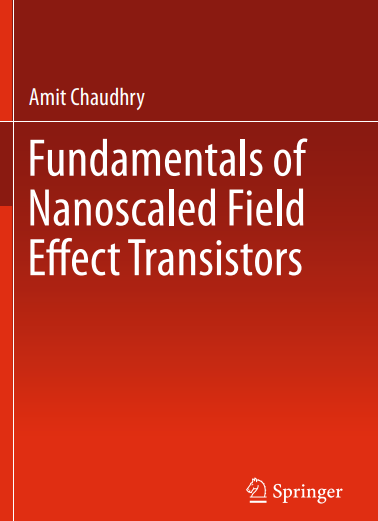 Amit Chaudhry
Fundamentals of
Nanoscaled Field
Effect Transistors
Springer